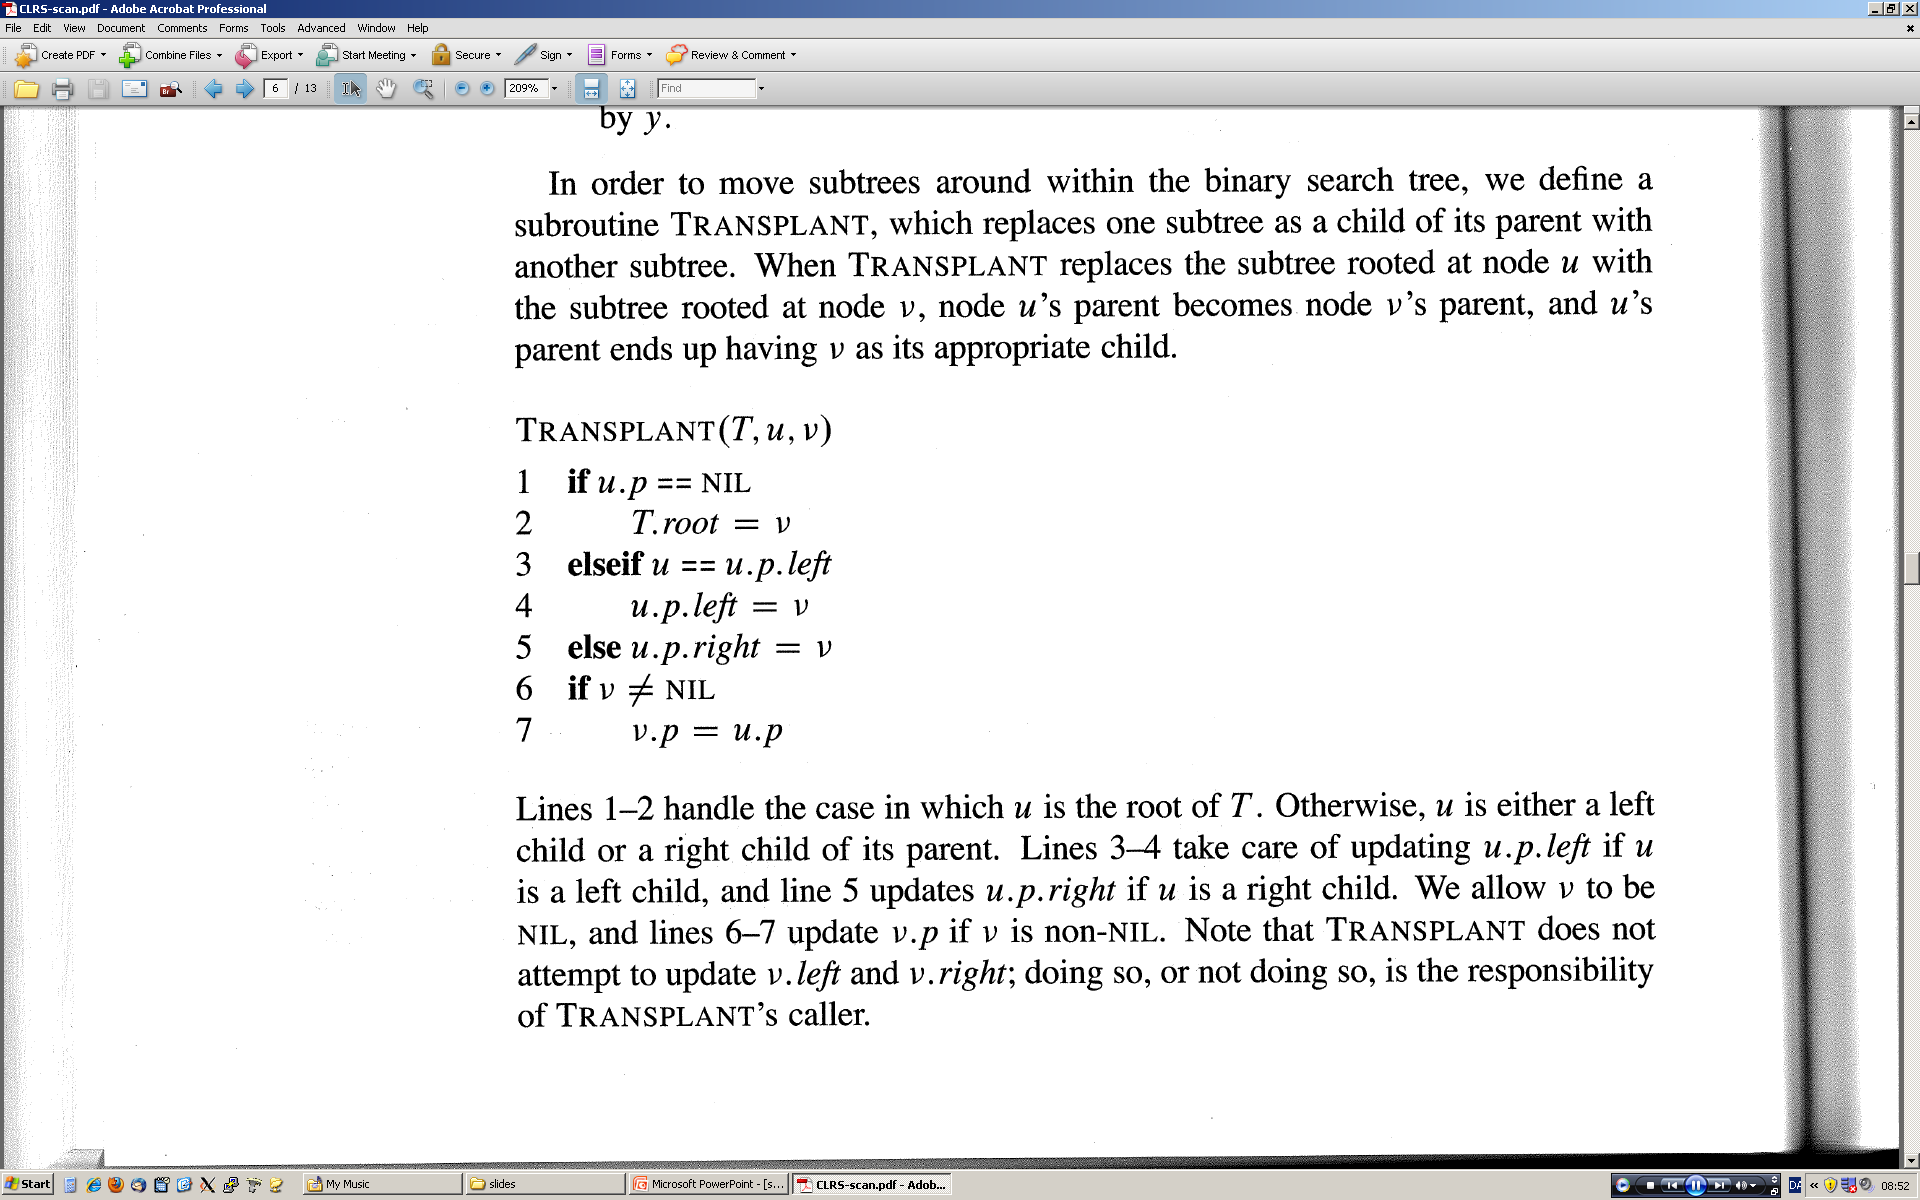 CLRS-scan.pdf - Adobe Acrobat Professional
File Edit View Document Comments Forms Tools Advanced Window Help
Create PDF Combine Files Export Start Meeting Secure Sign Forms Review & Comment
6 / 13 209% Find
by y.
In order to move subtrees around within the binary search tree, we define a
subroutine TRANSPLANT, which replaces one subtree as a child of its parent with
another subtree. When TRANSPLANT replaces the subtree rooted at node u with
the subtree rooted at node v, node u's parent becomes node v's parent, and u's
parent ends up having v as its appropriate child.
TRANSPLANT(T, u, v)
1 if u.p == NIL
2 T.root = v
3 elseif u == u.p.left
4 u.p.left = v
5 else u.p.right = v
6 if v ≠ NIL
7 v.p = u.p
Lines 1–2 handle the case in which u is the root of T. Otherwise, u is either a left
child or a right child of its parent. Lines 3–4 take care of updating u.p.left if u
is a left child, and line 5 updates u.p.right if u is a right child. We allow v to be
NIL, and lines 6–7 update v.p if v is non-NIL. Note that TRANSPLANT does not
attempt to update v.left and v.right; doing so, or not doing so, is the responsibility
of TRANSPLANT's caller.
Start My Music slides Microsoft PowerPoint - [s... CLRS-scan.pdf - Adob... DA « 08:52